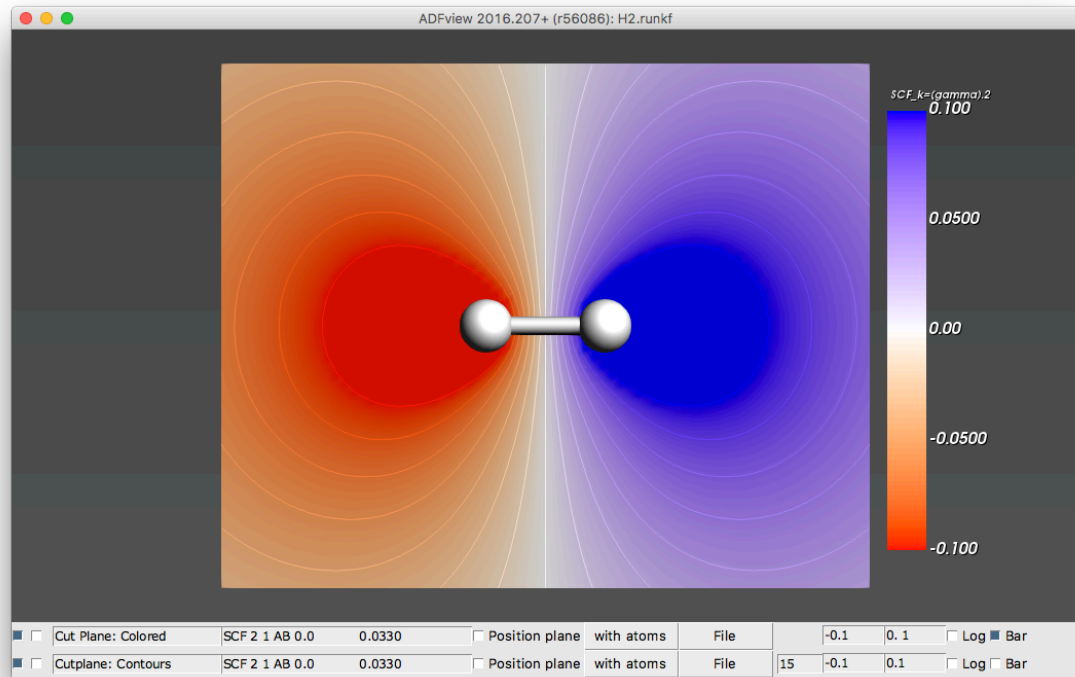 ADFview 2016.207+ (r56086): H2.runkf
SCF_k=(gamma).2
0.100
0.0500
0.00
-0.0500
-0.100
Cut Plane: Colored SCF 2 1 AB 0.0 0.0330 Position plane with atoms File -0.1 0. 1 Log Bar
Cutplane: Contours SCF 2 1 AB 0.0 0.0330 Position plane with atoms File 15 -0.1 0.1 Log Bar